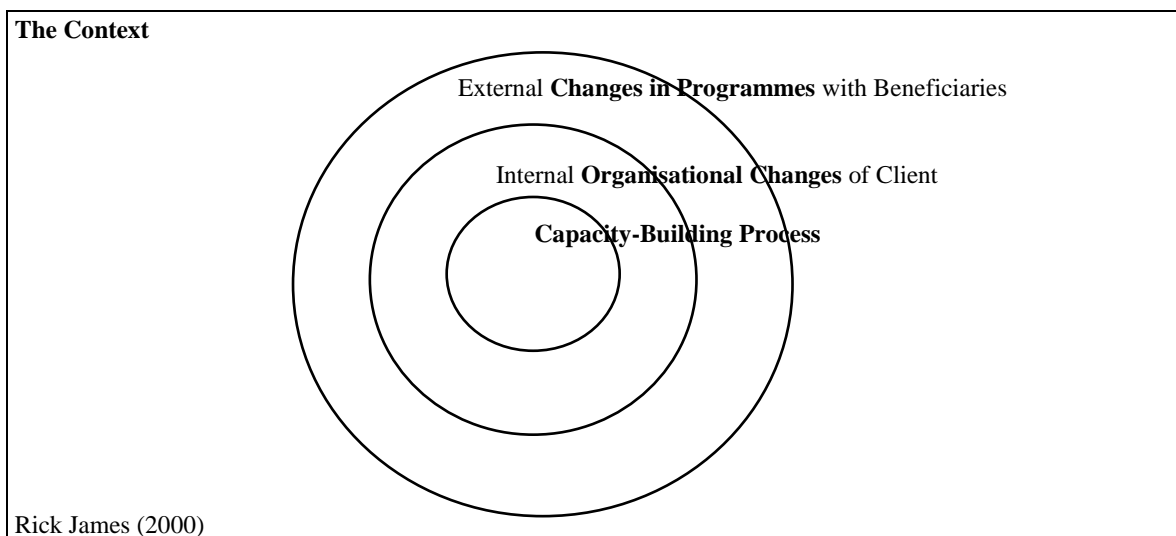 The Context
External Changes in Programmes with Beneficiaries
Internal Organisational Changes of Client
Capacity-Building Process
Rick James (2000)